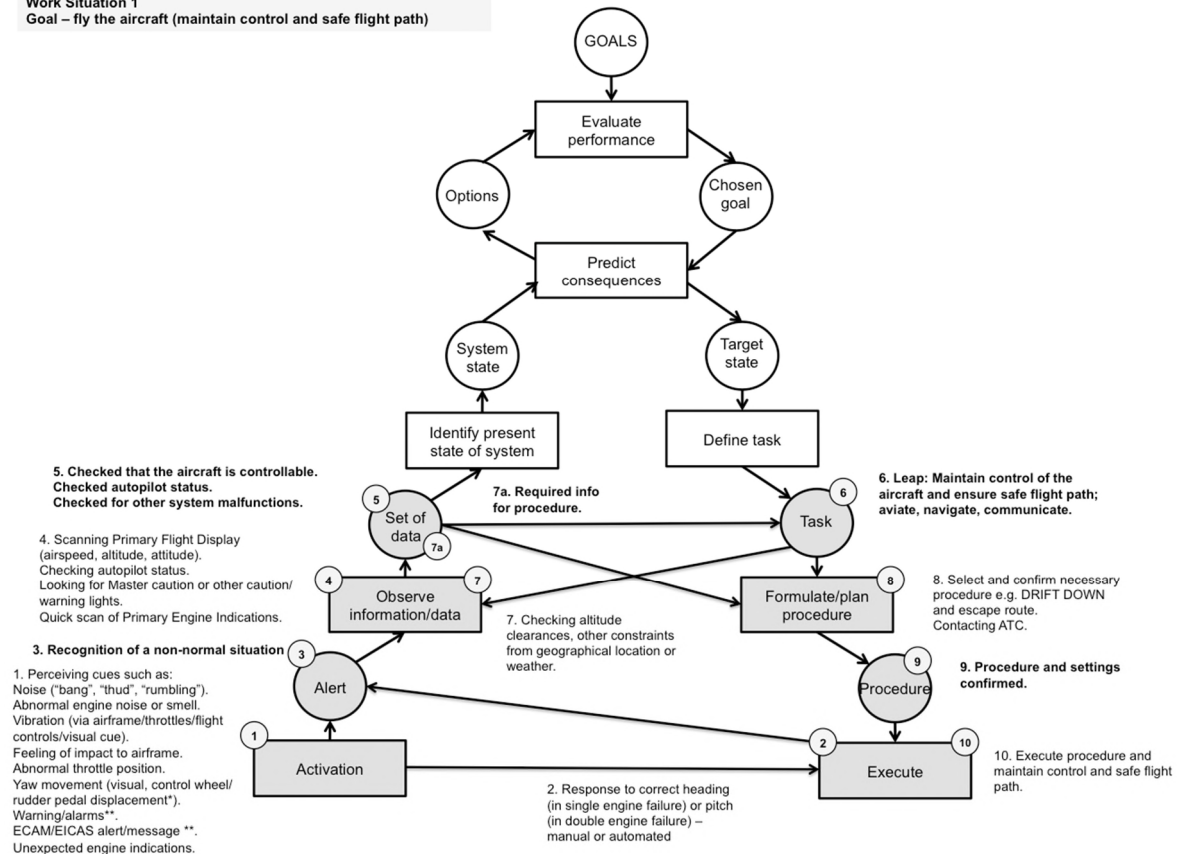 Work Situation 1
Goal – fly the aircraft (maintain control and safe flight path)
GOALS
Evaluate
performance
Options
Chosen
goal
Predict
consequences
System
state
Target
state
Identify present
state of system
Define task
5. Checked that the aircraft is controllable.
Checked autopilot status.
Checked for other system malfunctions.
5
Set of
data
7a
7a. Required info
for procedure.
6
Task
6. Leap: Maintain control of the
aircraft and ensure safe flight path;
aviate, navigate, communicate.
4. Scanning Primary Flight Display
(airspeed, altitude, attitude).
Checking autopilot status.
Looking for Master caution or other caution/
warning lights.
Quick scan of Primary Engine Indications.
4
7
Observe
information/data
7. Checking altitude
clearances, other constraints
from geographical location or
weather.
8
Formulate/plan
procedure
8. Select and confirm necessary
procedure e.g. DRIFT DOWN
and escape route.
Contacting ATC.
3. Recognition of a non-normal situation
3
Alert
9
Procedure
9. Procedure and settings
confirmed.
1. Perceiving cues such as:
Noise (“bang”, “thud”, “rumbling”).
Abnormal engine noise or smell.
Vibration (via airframe/throttles/flight
controls/visual cue).
Feeling of impact to airframe.
Abnormal throttle position.
Yaw movement (visual, control wheel/
rudder pedal displacement*).
Warning/alarms**.
ECAM/EICAS alert/message **.
Unexpected engine indications.
1
Activation
2. Response to correct heading
(in single engine failure) or pitch
(in double engine failure) –
manual or automated
2
10
Execute
10. Execute procedure and
maintain control and safe flight
path.